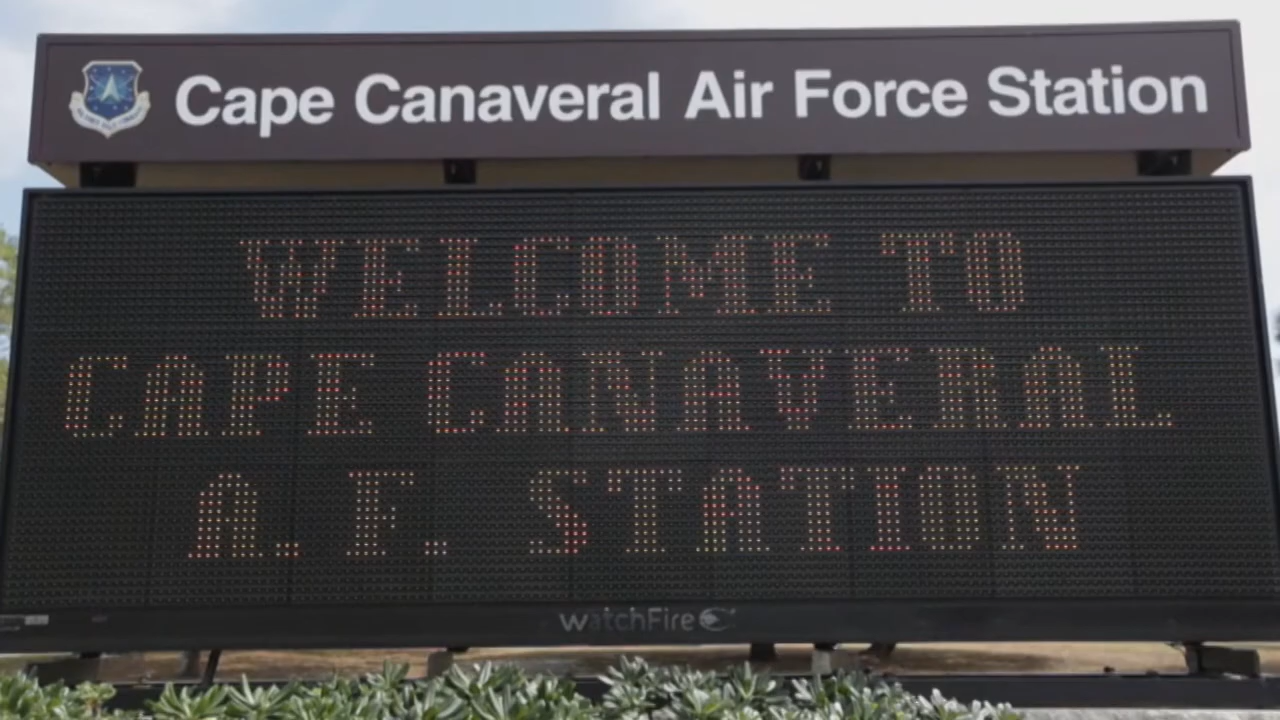 Cape Canaveral Air Force Station
WELCOME TO
CAPE CANAVERAL
A.F. STATION
watchFire